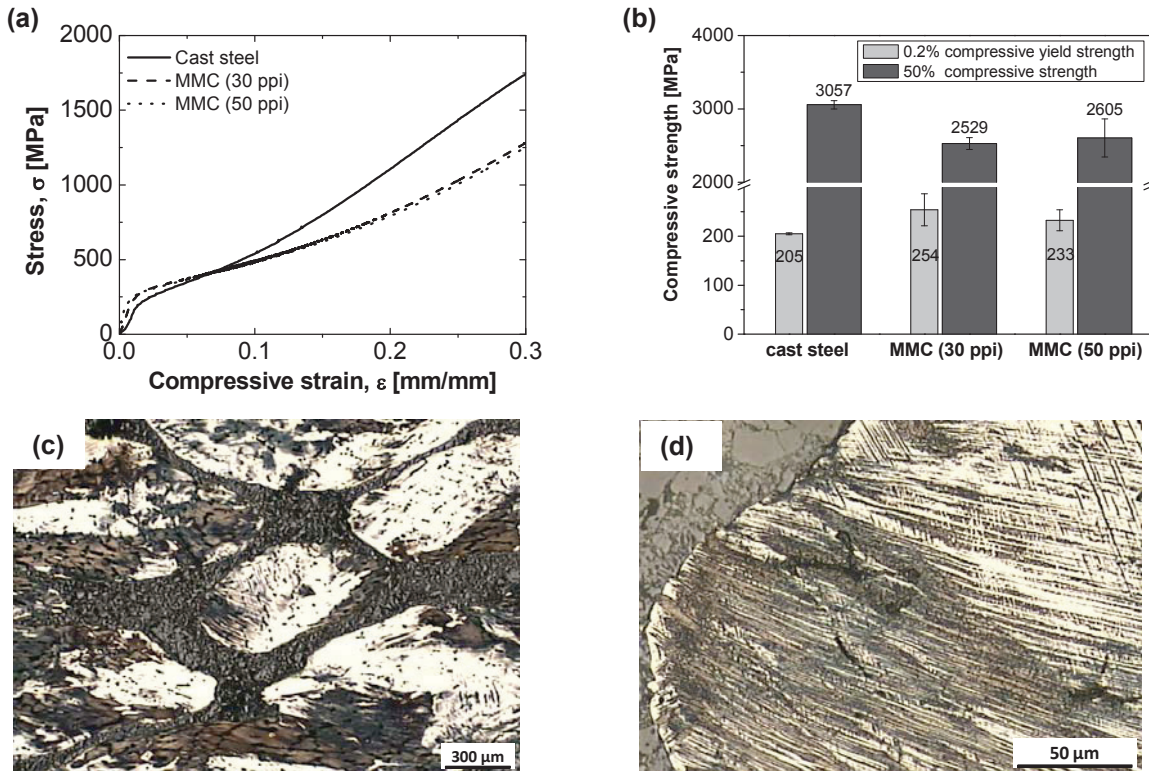 (a)
2000
1500
1000
500
0
0.0 0.1 0.2 0.3
Stress, σ [MPa]
Compressive strain, ε [mm/mm]
Cast steel
MMC (30 ppi)
MMC (50 ppi)
(b)
4000
3000
2000
200
100
0
Compressive strength [MPa]
0.2% compressive yield strength
50% compressive strength
3057
2529
2605
205
254
233
cast steel MMC (30 ppi) MMC (50 ppi)
(c)
300 µm
(d)
50 µm